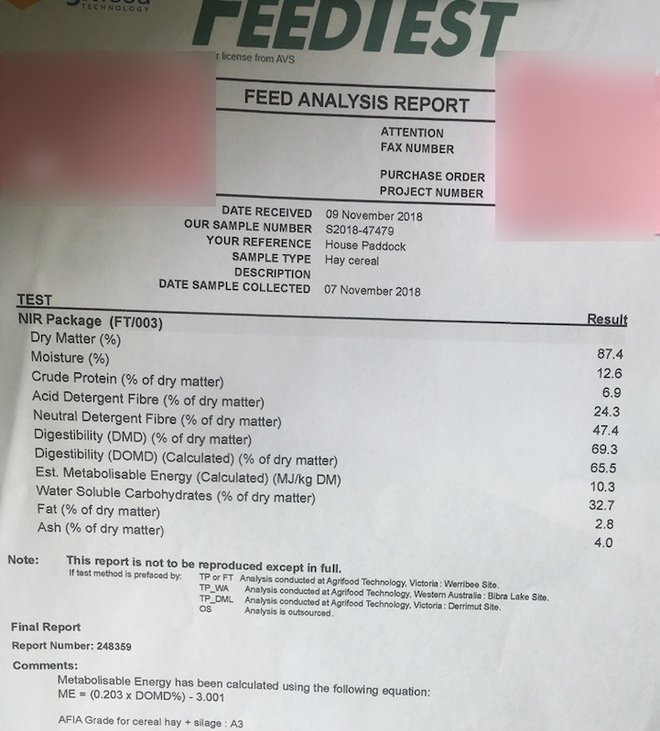 TECHNOLOGY
FEEDTEST
license from AVS
FEED ANALYSIS REPORT
ATTENTION
FAX NUMBER
PURCHASE ORDER
PROJECT NUMBER
DATE RECEIVED 09 November 2018
OUR SAMPLE NUMBER S2018-47479
YOUR REFERENCE House Paddock
SAMPLE TYPE Hay cereal
DESCRIPTION
DATE SAMPLE COLLECTED 07 November 2018
TEST Result
NIR Package (FT/003)
Dry Matter (%) 87.4
Moisture (%) 12.6
Crude Protein (% of dry matter) 6.9
Acid Detergent Fibre (% of dry matter) 24.3
Neutral Detergent Fibre (% of dry matter) 47.4
Digestibility (DMD) (% of dry matter) 69.3
Digestibility (DOMD) (Calculated) (% of dry matter) 65.5
Est. Metabolisable Energy (Calculated) (MJ/kg DM) 10.3
Water Soluble Carbohydrates (% of dry matter) 32.7
Fat (% of dry matter) 2.8
Ash (% of dry matter) 4.0
Note: This report is not to be reproduced except in full.
If test method is prefaced by: TP or FT Analysis conducted at Agrifood Technology, Victoria : Werribee Site.
TP_WA Analysis conducted at Agrifood Technology, Western Australia : Bibra Lake Site.
TP_DML Analysis conducted at Agrifood Technology, Victoria : Derrimut Site.
OS Analysis is outsourced.
Final Report
Report Number: 248359
Comments:
Metabolisable Energy has been calculated using the following equation:
ME = (0.203 x DOMD%) - 3.001
AFIA Grade for cereal hay + silage : A3